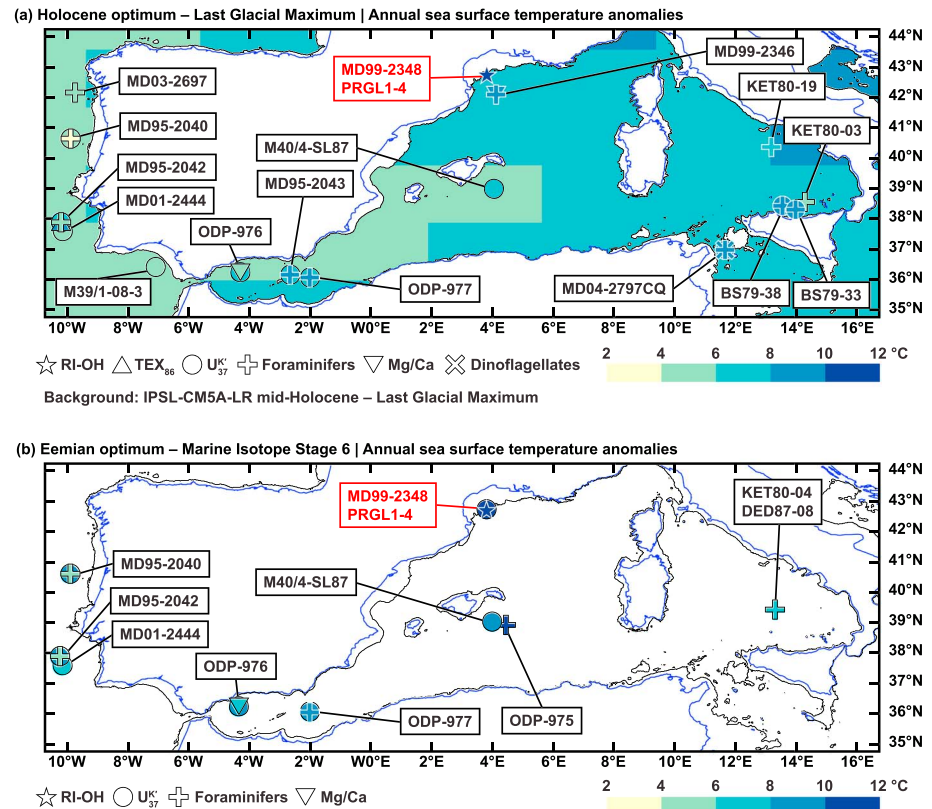 (a) Holocene optimum – Last Glacial Maximum | Annual sea surface temperature anomalies
44°N
43°N
42°N
41°N
40°N
39°N
38°N
37°N
36°N
35°N
MD03-2697
MD95-2040
MD95-2042
MD01-2444
M39/1-08-3
ODP-976
MD95-2043
M40/4-SL87
MD99-2348
PRGL1-4
MD99-2346
KET80-19
KET80-03
ODP-977
MD04-2797CQ
BS79-38
BS79-33
10°W 8°W 6°W 4°W 2°W W0°E 2°E 4°E 6°E 8°E 10°E 12°E 14°E 16°E
RI-OH TEX86 UK'37 Foraminifers Mg/Ca Dinoflagellates
2 4 6 8 10 12 °C
Background: IPSL-CM5A-LR mid-Holocene – Last Glacial Maximum
(b) Eemian optimum – Marine Isotope Stage 6 | Annual sea surface temperature anomalies
44°N
43°N
42°N
41°N
40°N
39°N
38°N
37°N
36°N
35°N
MD99-2348
PRGL1-4
KET80-04
DED87-08
MD95-2040
MD95-2042
MD01-2444
M40/4-SL87
ODP-976
ODP-977
ODP-975
10°W 8°W 6°W 4°W 2°W W0°E 2°E 4°E 6°E 8°E 10°E 12°E 14°E 16°E
RI-OH UK'37 Foraminifers Mg/Ca
2 4 6 8 10 12 °C